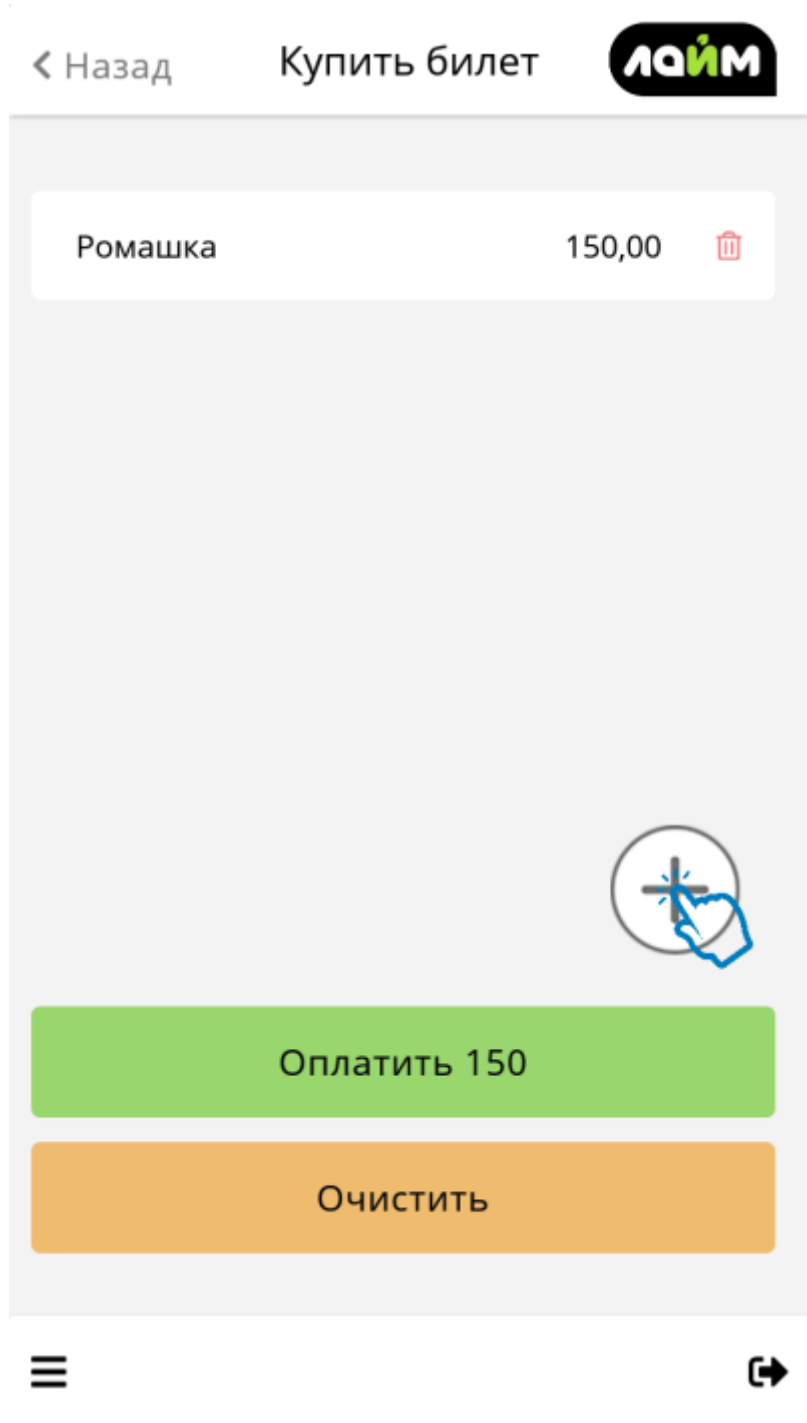 Назад
Купить билет
лайм
Ромашка
150,00
Оплатить 150
Очистить